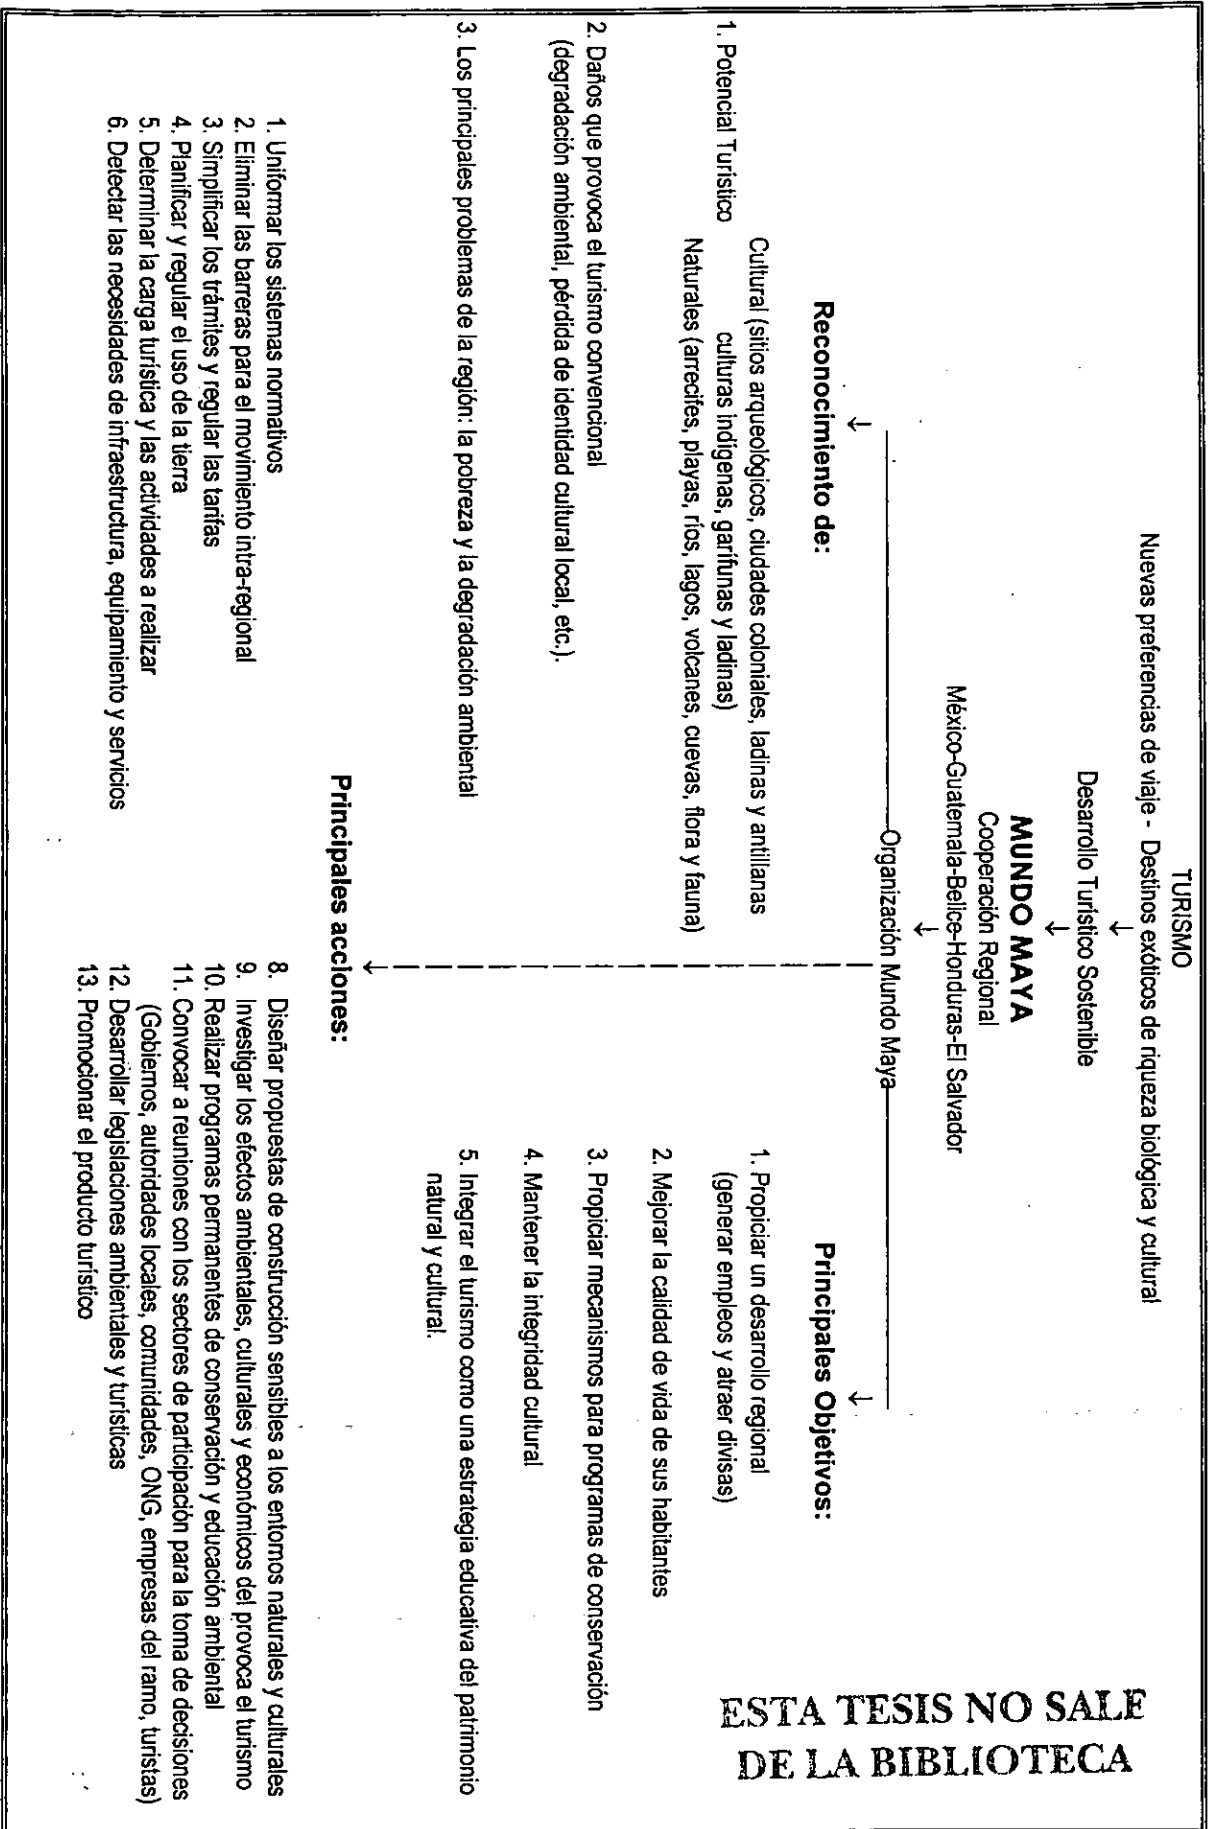 TURISMO
Nuevas preferencias de viaje - Destinos exóticos de riqueza biológica y cultural
↓
Desarrollo Turístico Sostenible
↓
MUNDO MAYA
Cooperación Regional
México-Guatemala-Belice-Honduras-El Salvador
↓
Organización Mundo Maya
↓
Reconocimiento de:
1. Potencial Turístico
Cultural (sitios arqueológicos, ciudades coloniales, ladinas y antillanas
culturas indígenas, garífunas y ladinas)
Naturales (arrecifes, playas, ríos, lagos, volcanes, cuevas, flora y fauna)
2. Daños que provoca el turismo convencional
(degradación ambiental, pérdida de identidad cultural local, etc.).
3. Los principales problemas de la región: la pobreza y la degradación ambiental
↓
Principales Objetivos:
1. Propiciar un desarrollo regional
(generar empleos y atraer divisas)
2. Mejorar la calidad de vida de sus habitantes
3. Propiciar mecanismos para programas de conservación
4. Mantener la integridad cultural
5. Integrar el turismo como una estrategia educativa del patrimonio
natural y cultural.
↓
Principales acciones:
1. Uniformar los sistemas normativos
2. Eliminar las barreras para el movimiento intra-regional
3. Simplificar los trámites y regular las tarifas
4. Planificar y regular el uso de la tierra
5. Determinar la carga turística y las actividades a realizar
6. Detectar las necesidades de infraestructura, equipamiento y servicios
8. Diseñar propuestas de construcción sensibles a los entornos naturales y culturales
9. Investigar los efectos ambientales, culturales y económicos del provoca el turismo
10. Realizar programas permanentes de conservación y educación ambiental
11. Convocar a reuniones con los sectores de participación para la toma de decisiones
(Gobiernos, autoridades locales, comunidades, ONG, empresas del ramo, turistas)
12. Desarrollar legislaciones ambientales y turísticas
13. Promocionar el producto turístico
ESTA TESIS NO SALE
DE LA BIBLIOTECA